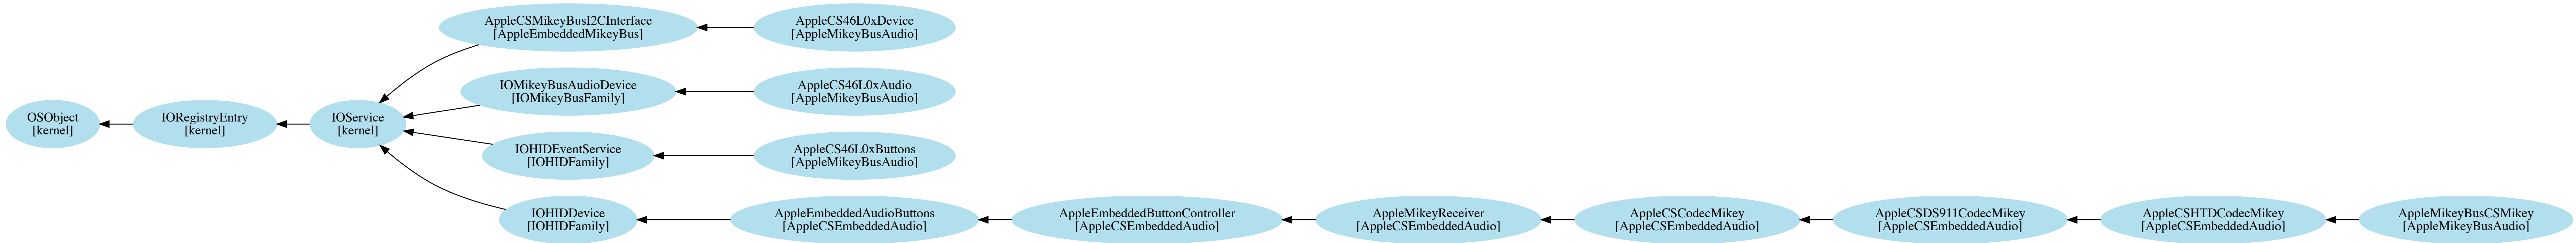 OSObject
[kernel]
IORegistryEntry
[kernel]
IOService
[kernel]
AppleCSMikeyBusI2CInterface
[AppleEmbeddedMikeyBus]
AppleCS46L0xDevice
[AppleMikeyBusAudio]
IOMikeyBusAudioDevice
[IOMikeyBusFamily]
AppleCS46L0xAudio
[AppleMikeyBusAudio]
IOHIDEventService
[IOHIDFamily]
AppleCS46L0xButtons
[AppleMikeyBusAudio]
IOHIDDevice
[IOHIDFamily]
AppleEmbeddedAudioButtons
[AppleCSEmbeddedAudio]
AppleEmbeddedButtonController
[AppleCSEmbeddedAudio]
AppleMikeyReceiver
[AppleCSEmbeddedAudio]
AppleCSCodecMikey
[AppleCSEmbeddedAudio]
AppleCSDS911CodecMikey
[AppleCSEmbeddedAudio]
AppleCSHTDCodecMikey
[AppleCSEmbeddedAudio]
AppleMikeyBusCSMikey
[AppleMikeyBusAudio]